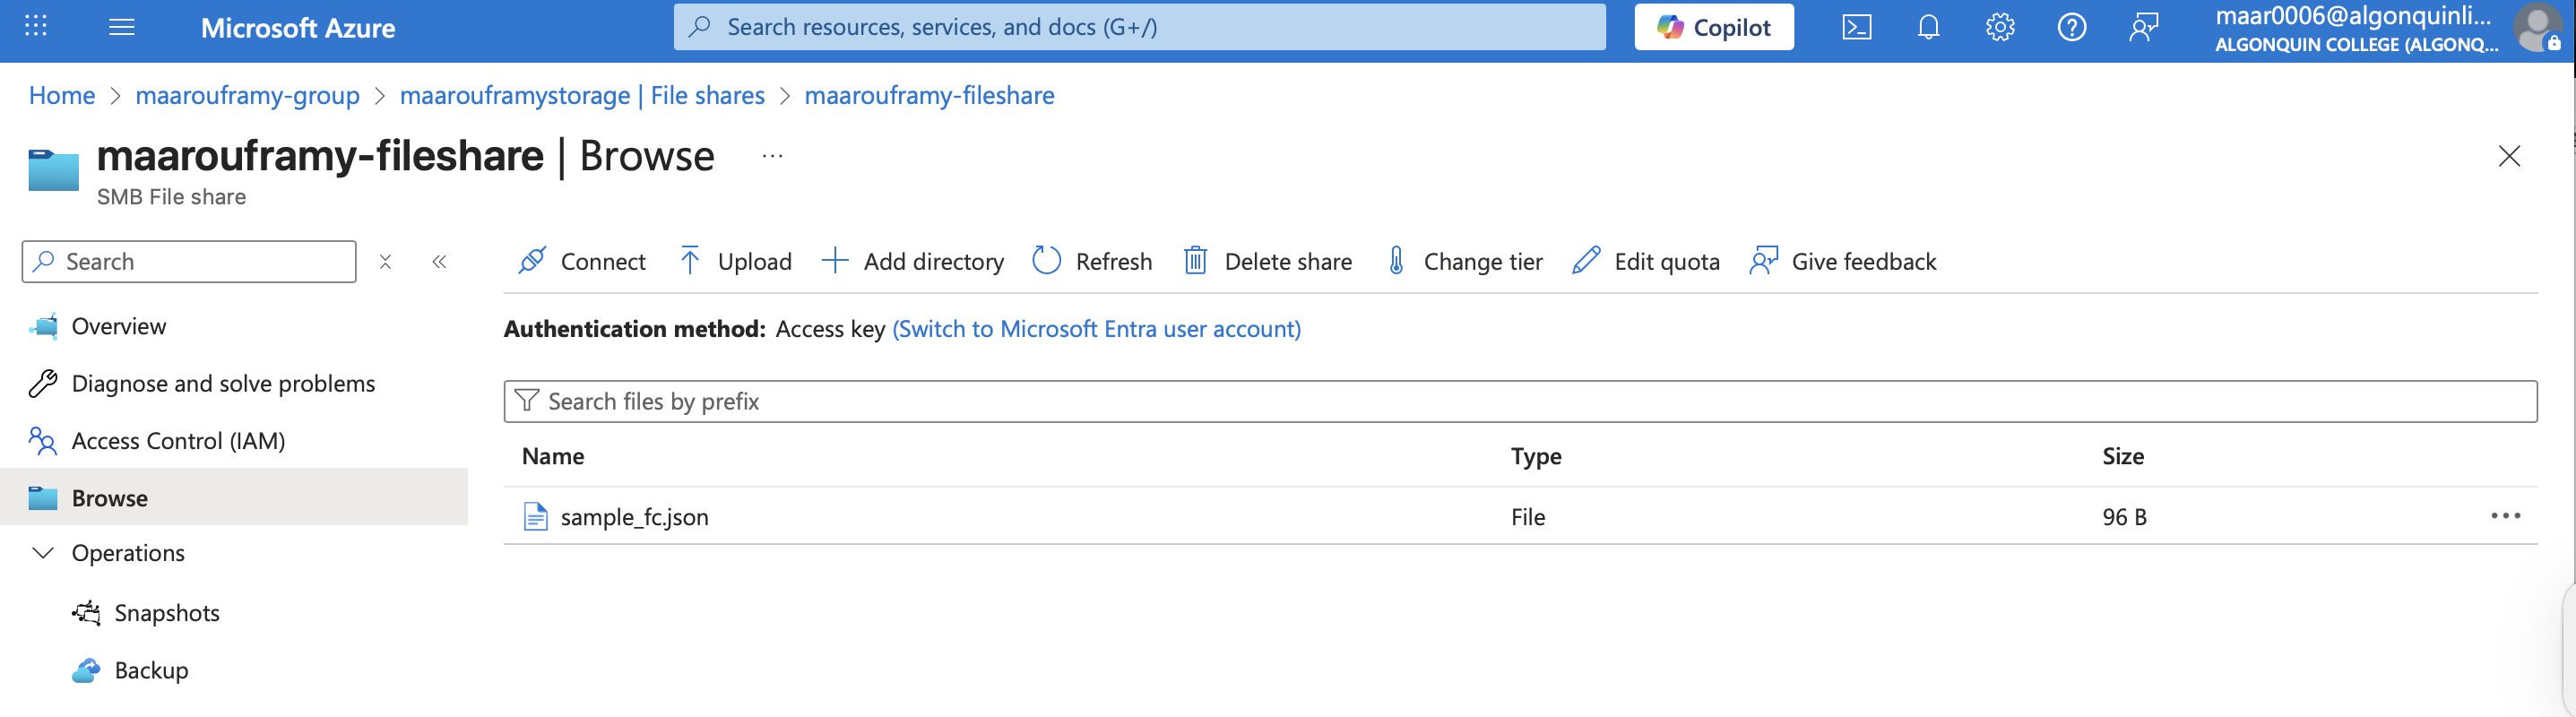 Microsoft Azure
Search resources, services, and docs (G+/)
Copilot
maar0006@algonquinli...
ALGONQUIN COLLEGE (ALGONQ...
Home > maarouframy-group > maarouframystorage | File shares > maarouframy-fileshare
maarouframy-fileshare | Browse ...
SMB File share
Search
Connect Upload Add directory Refresh Delete share Change tier Edit quota Give feedback
Overview
Diagnose and solve problems
Access Control (IAM)
Browse
Operations
Snapshots
Backup
Authentication method: Access key (Switch to Microsoft Entra user account)
Search files by prefix
Name Type Size
sample_fc.json File 96 B